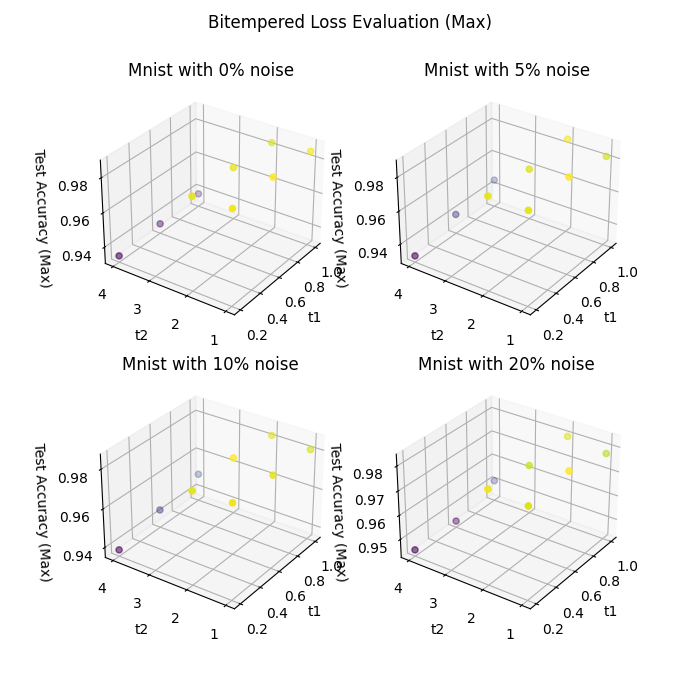 Bitempered Loss Evaluation (Max)
Mnist with 0% noise
Mnist with 5% noise
Test Accuracy (Max)
0.98
0.96
0.94
4
3
2
1
t2
0.2
0.4
0.6
0.8
1.0
t1
Test Accuracy (Max)
0.98
0.96
0.94
4
3
2
1
t2
0.2
0.4
0.6
0.8
1.0
t1
Mnist with 10% noise
Mnist with 20% noise
Test Accuracy (Max)
0.98
0.96
0.94
4
3
2
1
t2
0.2
0.4
0.6
0.8
1.0
t1
Test Accuracy (Max)
0.98
0.97
0.96
0.95
4
3
2
1
t2
0.2
0.4
0.6
0.8
1.0
t1